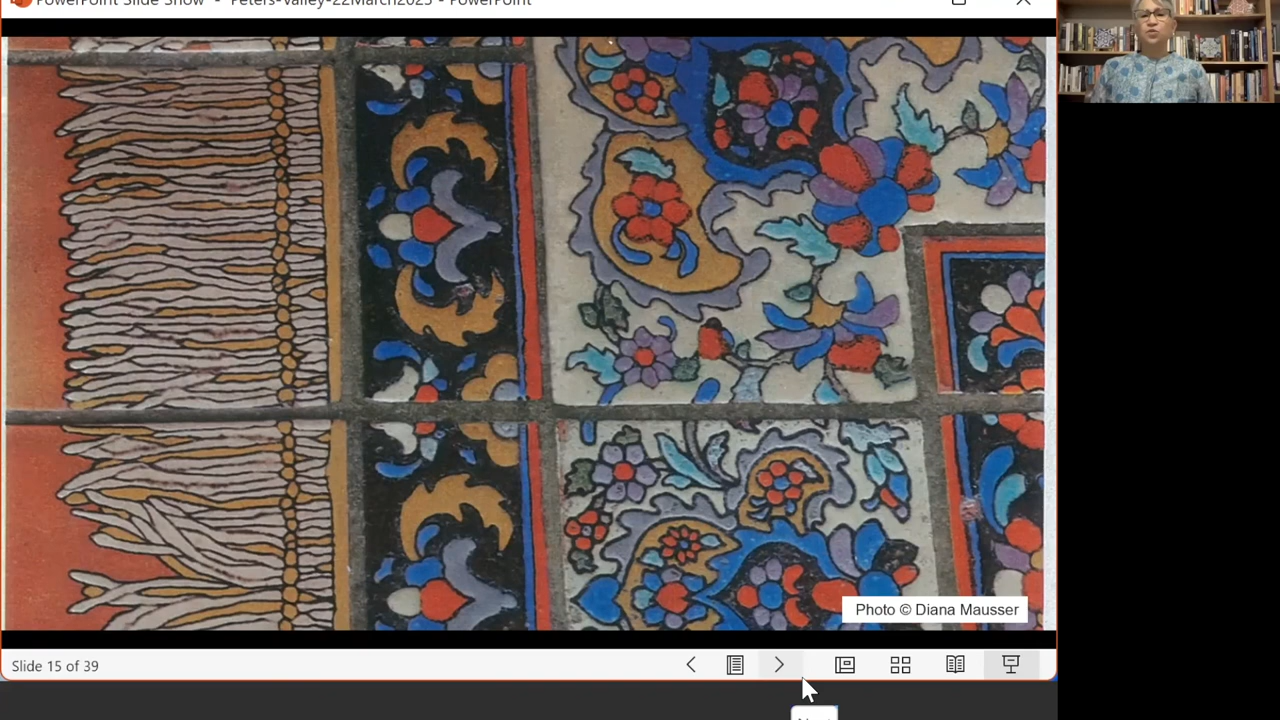 PowerPoint Slide Show - Peters-Valley-22March2025 - PowerPoint
Photo © Diana Mausser
Slide 15 of 39